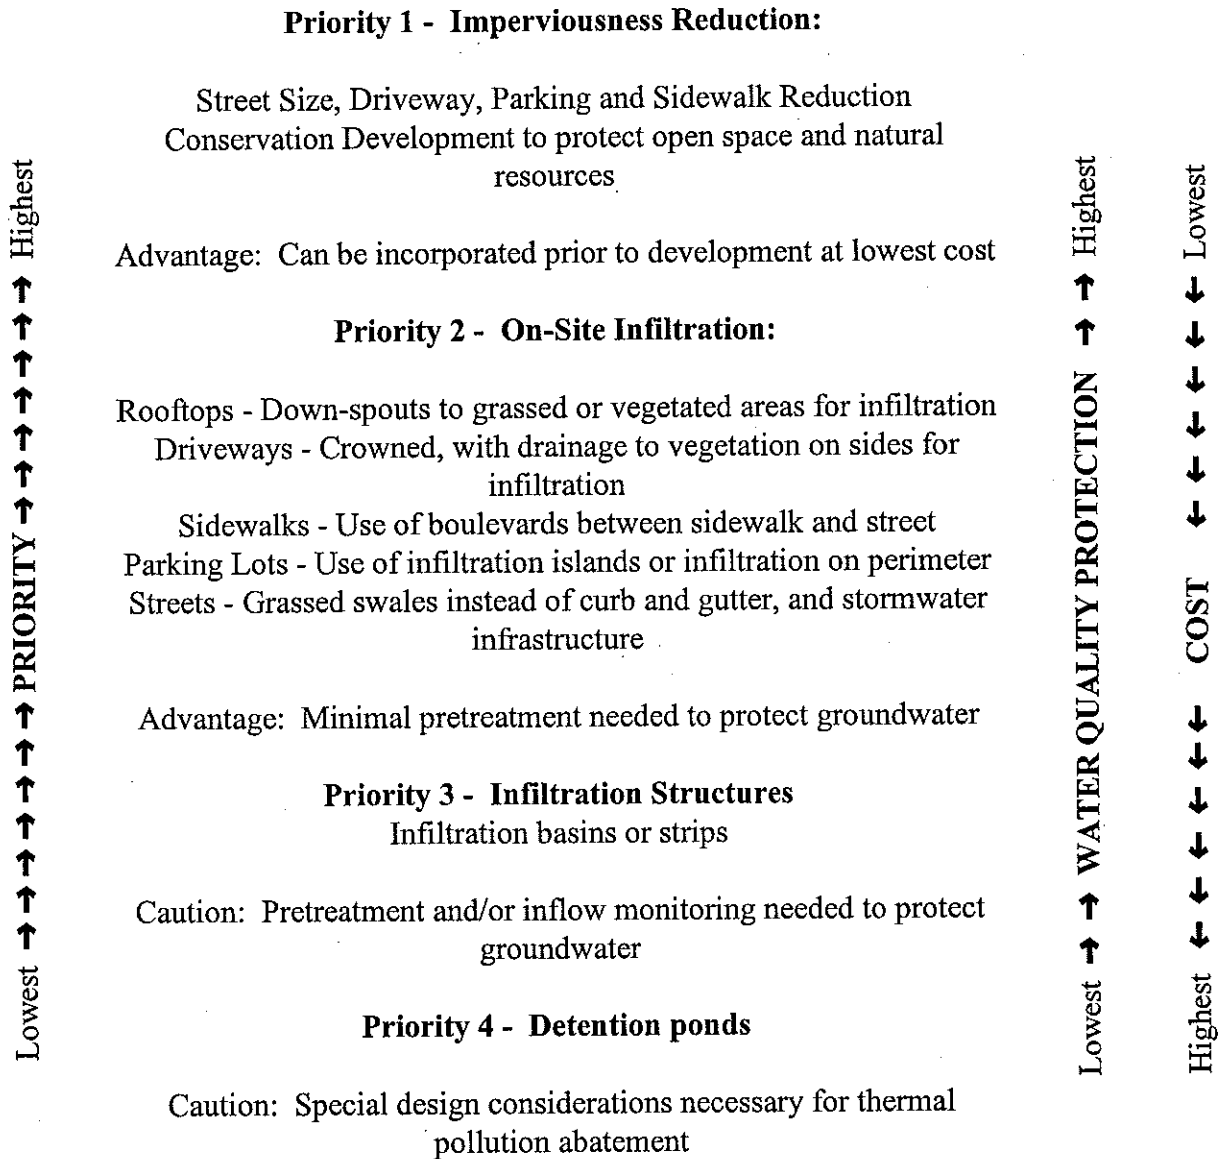 Priority 1 - Imperviousness Reduction:
Street Size, Driveway, Parking and Sidewalk Reduction
Conservation Development to protect open space and natural
resources
Advantage: Can be incorporated prior to development at lowest cost
Priority 2 - On-Site Infiltration:
Rooftops - Down-spouts to grassed or vegetated areas for infiltration
Driveways - Crowned, with drainage to vegetation on sides for
infiltration
Sidewalks - Use of boulevards between sidewalk and street
Parking Lots - Use of infiltration islands or infiltration on perimeter
Streets - Grassed swales instead of curb and gutter, and stormwater
infrastructure
Advantage: Minimal pretreatment needed to protect groundwater
Priority 3 - Infiltration Structures
Infiltration basins or strips
Caution: Pretreatment and/or inflow monitoring needed to protect
groundwater
Priority 4 - Detention ponds
Caution: Special design considerations necessary for thermal
pollution abatement
Lowest ↑ ↑ ↑ ↑ ↑ ↑ ↑ PRIORITY ↑ ↑ ↑ ↑ ↑ ↑ ↑ Highest
Lowest → ↑ WATER QUALITY PROTECTION ↑ ↑ Highest
Highest ↓ ↓ ↓ ↓ ↓ ↓ COST ↓ ↓ ↓ ↓ ↓ ↓ Lowest